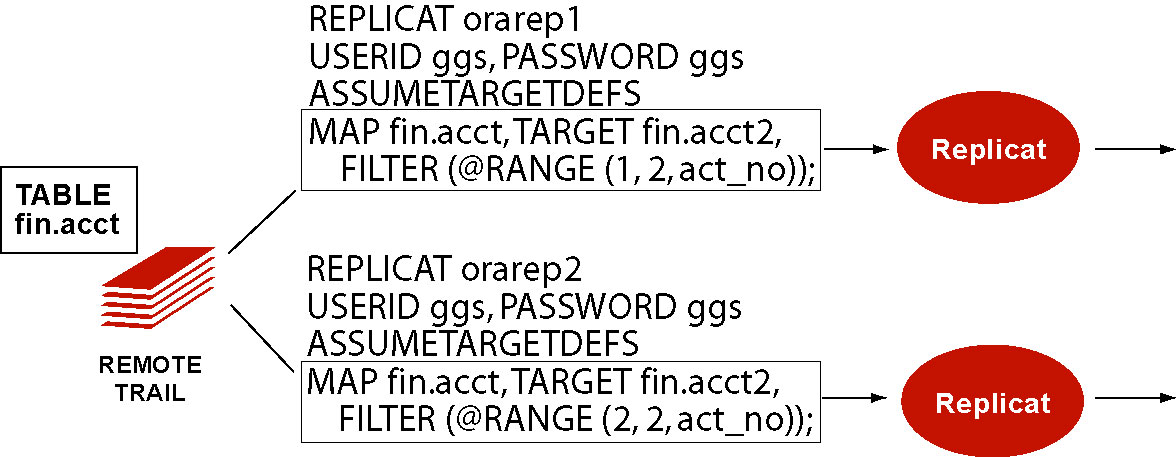 TABLE
fin.acct
REMOTE
TRAIL
REPLICAT orarep1
USERID ggs, PASSWORD ggs
ASSUMETARGETDEFS
MAP fin.acct, TARGET fin.acct2,
FILTER (@RANGE (1, 2, act_no));
Replicat
REPLICAT orarep2
USERID ggs, PASSWORD ggs
ASSUMETARGETDEFS
MAP fin.acct, TARGET fin.acct2,
FILTER (@RANGE (2, 2, act_no));
Replicat